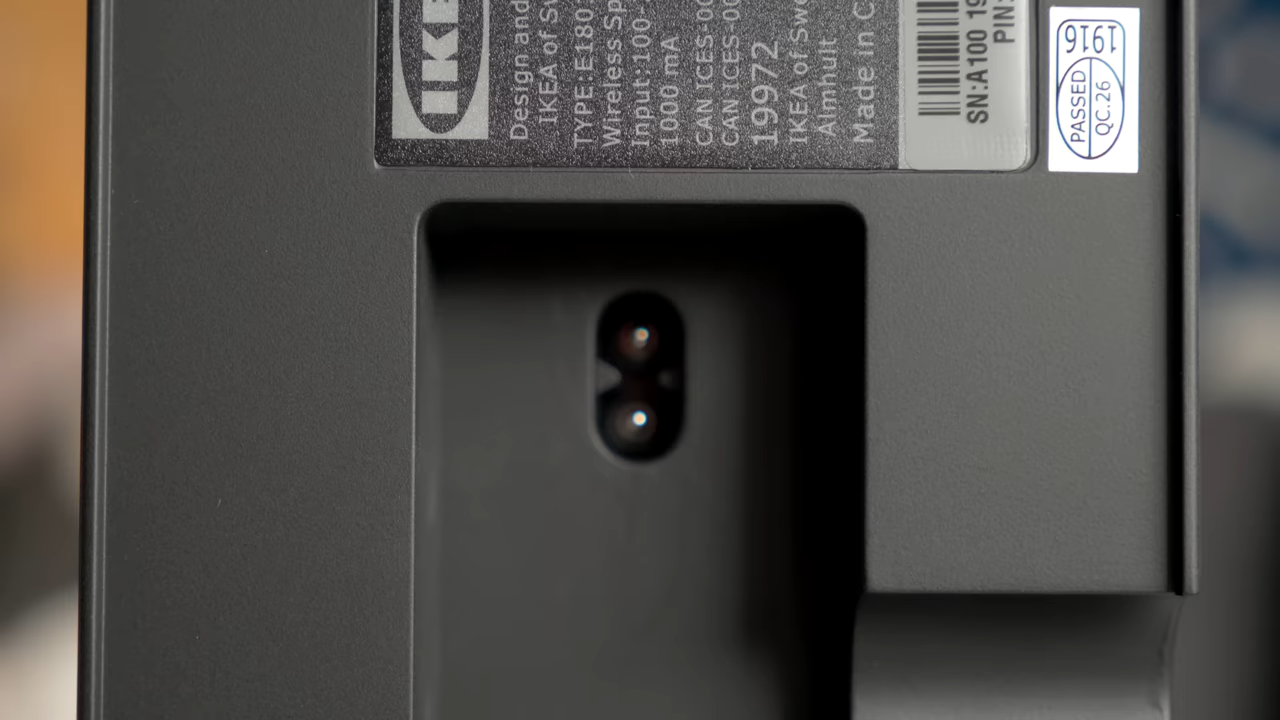 IKE
Design and
IKEA of Sw
TYPE:E180
Wireless Sp
Input:100-
1000 mA
CAN ICES-00
CAN ICES-00
19972
IKEA of Swe
Älmhult
Made in C
SN:A100 19
PIN:
1916
PASSED
QC.26